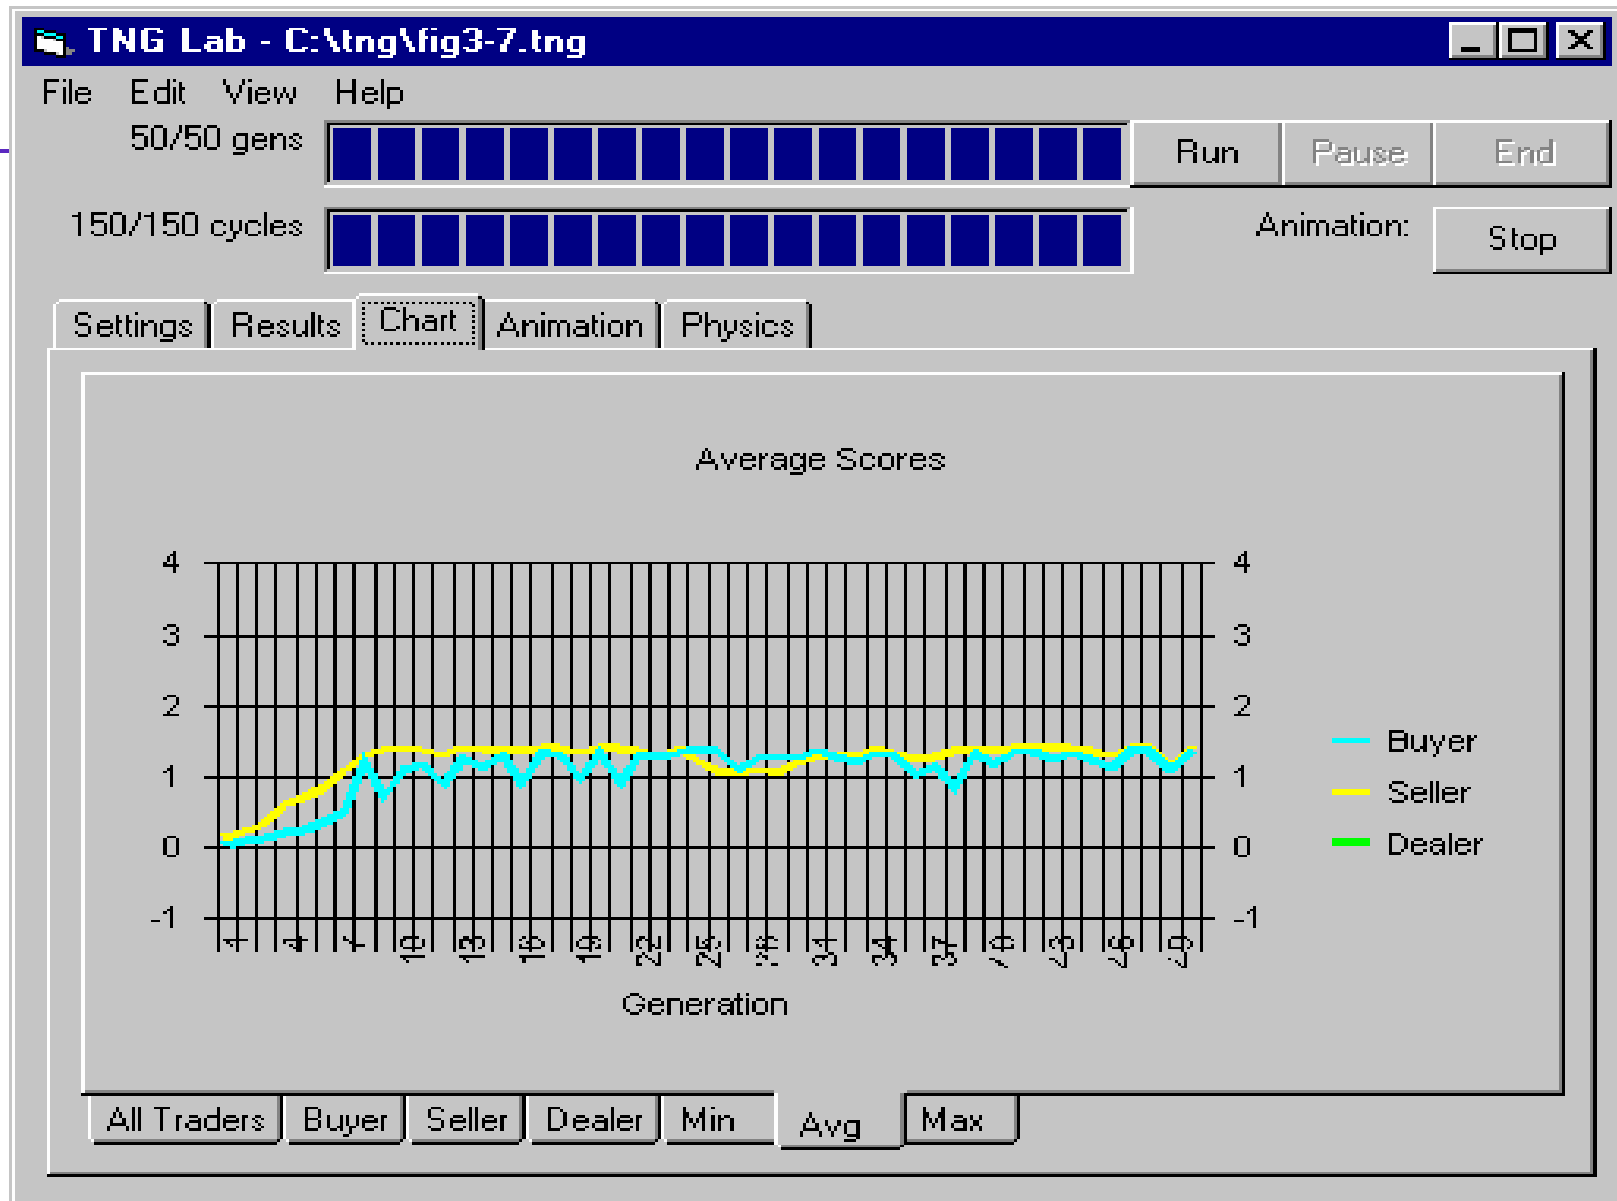 TNG Lab - C:\tng\fig3-7.tng
File Edit View Help
50/50 gens
Run Pause End
150/150 cycles
Animation: Stop
Settings Results Chart Animation Physics
Average Scores
4 4
3 3
2 2
1 1
0 0
-1 -1
1 4 7 10 13 16 19 22 25 28 31 34 37 40 43 46 49
Generation
Buyer
Seller
Dealer
All Traders Buyer Seller Dealer Min Avg Max